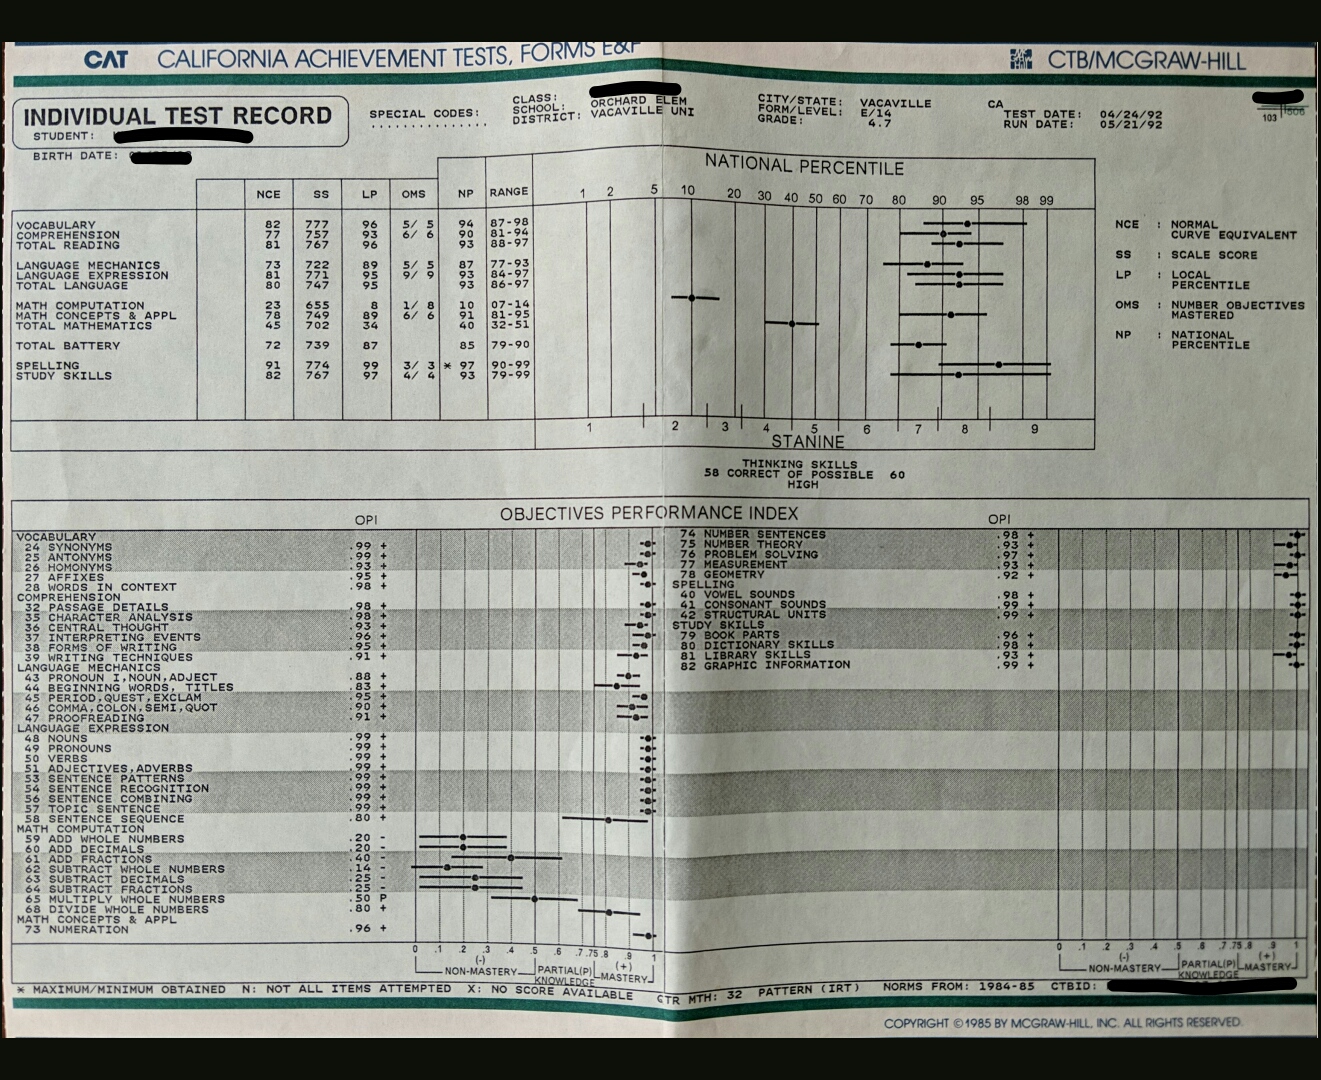 CAT CALIFORNIA ACHIEVEMENT TESTS, FORMS E&F CTB/MCGRAW-HILL
INDIVIDUAL TEST RECORD
STUDENT:
BIRTH DATE:
SPECIAL CODES:
CLASS:
SCHOOL: ORCHARD ELEM
DISTRICT: VACAVILLE UNI
CITY/STATE: VACAVILLE CA
FORM/LEVEL: E/14
GRADE: 4.7
TEST DATE: 04/24/92
RUN DATE: 05/21/92
103
NATIONAL PERCENTILE
NCE SS LP OMS NP RANGE 1 2 5 10 20 30 40 50 60 70 80 90 95 98 99
VOCABULARY 82 777 96 5/ 5 94 87-98
COMPREHENSION 77 757 93 6/ 6 90 81-94
TOTAL READING 81 767 96 93 88-97
LANGUAGE MECHANICS 73 722 89 5/ 5 87 77-93
LANGUAGE EXPRESSION 81 771 95 9/ 9 93 84-97
TOTAL LANGUAGE 80 747 95 93 86-97
MATH COMPUTATION 23 655 8 1/ 8 10 07-14
MATH CONCEPTS & APPL 78 749 89 6/ 6 91 81-95
TOTAL MATHEMATICS 45 702 34 40 32-51
TOTAL BATTERY 72 739 87 85 79-90
SPELLING 91 774 99 3/ 3 * 97 90-99
STUDY SKILLS 82 767 97 4/ 4 93 79-99
NCE : NORMAL
CURVE EQUIVALENT
SS : SCALE SCORE
LP : LOCAL
PERCENTILE
OMS : NUMBER OBJECTIVES
MASTERED
NP : NATIONAL
PERCENTILE
1 2 3 4 5 6 7 8 9
STANINE
THINKING SKILLS
58 CORRECT OF POSSIBLE 60
HIGH
OBJECTIVES PERFORMANCE INDEX
OPI
VOCABULARY
24 SYNONYMS .99 +
25 ANTONYMS .99 +
26 HOMONYMS .93 +
27 AFFIXES .95 +
28 WORDS IN CONTEXT .98 +
COMPREHENSION
32 PASSAGE DETAILS .98 +
35 CHARACTER ANALYSIS .98 +
36 CENTRAL THOUGHT .93 +
37 INTERPRETING EVENTS .96 +
38 FORMS OF WRITING .95 +
39 WRITING TECHNIQUES .91 +
LANGUAGE MECHANICS
43 PRONOUN I,NOUN,ADJECT .88 +
44 BEGINNING WORDS, TITLES .83 +
45 PERIOD,QUEST,EXCLAM .95 +
46 COMMA,COLON,SEMI,QUOT .90 +
47 PROOFREADING .91 +
LANGUAGE EXPRESSION
48 NOUNS .99 +
49 PRONOUNS .99 +
50 VERBS .99 +
51 ADJECTIVES,ADVERBS .99 +
53 SENTENCE PATTERNS .99 +
54 SENTENCE RECOGNITION .99 +
56 SENTENCE COMBINING .99 +
57 TOPIC SENTENCE .99 +
58 SENTENCE SEQUENCE .80 +
MATH COMPUTATION
59 ADD WHOLE NUMBERS .20 -
60 ADD DECIMALS .20 -
61 ADD FRACTIONS .40 -
62 SUBTRACT WHOLE NUMBERS .14 -
63 SUBTRACT DECIMALS .25 -
64 SUBTRACT FRACTIONS .25 -
65 MULTIPLY WHOLE NUMBERS .50 P
68 DIVIDE WHOLE NUMBERS .80 +
MATH CONCEPTS & APPL
73 NUMERATION .96 +
0 .1 .2 .3 .4 .5 .6 .7 .75 .8 .9 1
(-) NON-MASTERY PARTIAL(P) KNOWLEDGE (+) MASTERY
OPI
74 NUMBER SENTENCES .98 +
75 NUMBER THEORY .93 +
76 PROBLEM SOLVING .97 +
77 MEASUREMENT .93 +
78 GEOMETRY .92 +
SPELLING
40 VOWEL SOUNDS .98 +
41 CONSONANT SOUNDS .99 +
42 STRUCTURAL UNITS .99 +
STUDY SKILLS
79 BOOK PARTS .96 +
80 DICTIONARY SKILLS .98 +
81 LIBRARY SKILLS .93 +
82 GRAPHIC INFORMATION .99 +
0 .1 .2 .3 .4 .5 .6 .7 .75 .8 .9 1
(-) NON-MASTERY PARTIAL(P) KNOWLEDGE (+) MASTERY
* MAXIMUM/MINIMUM OBTAINED N: NOT ALL ITEMS ATTEMPTED X: NO SCORE AVAILABLE QTR MTH: 32 PATTERN (IRT) NORMS FROM: 1984-85 CTBID:
COPYRIGHT ©1985 BY MCGRAW-HILL, INC. ALL RIGHTS RESERVED.